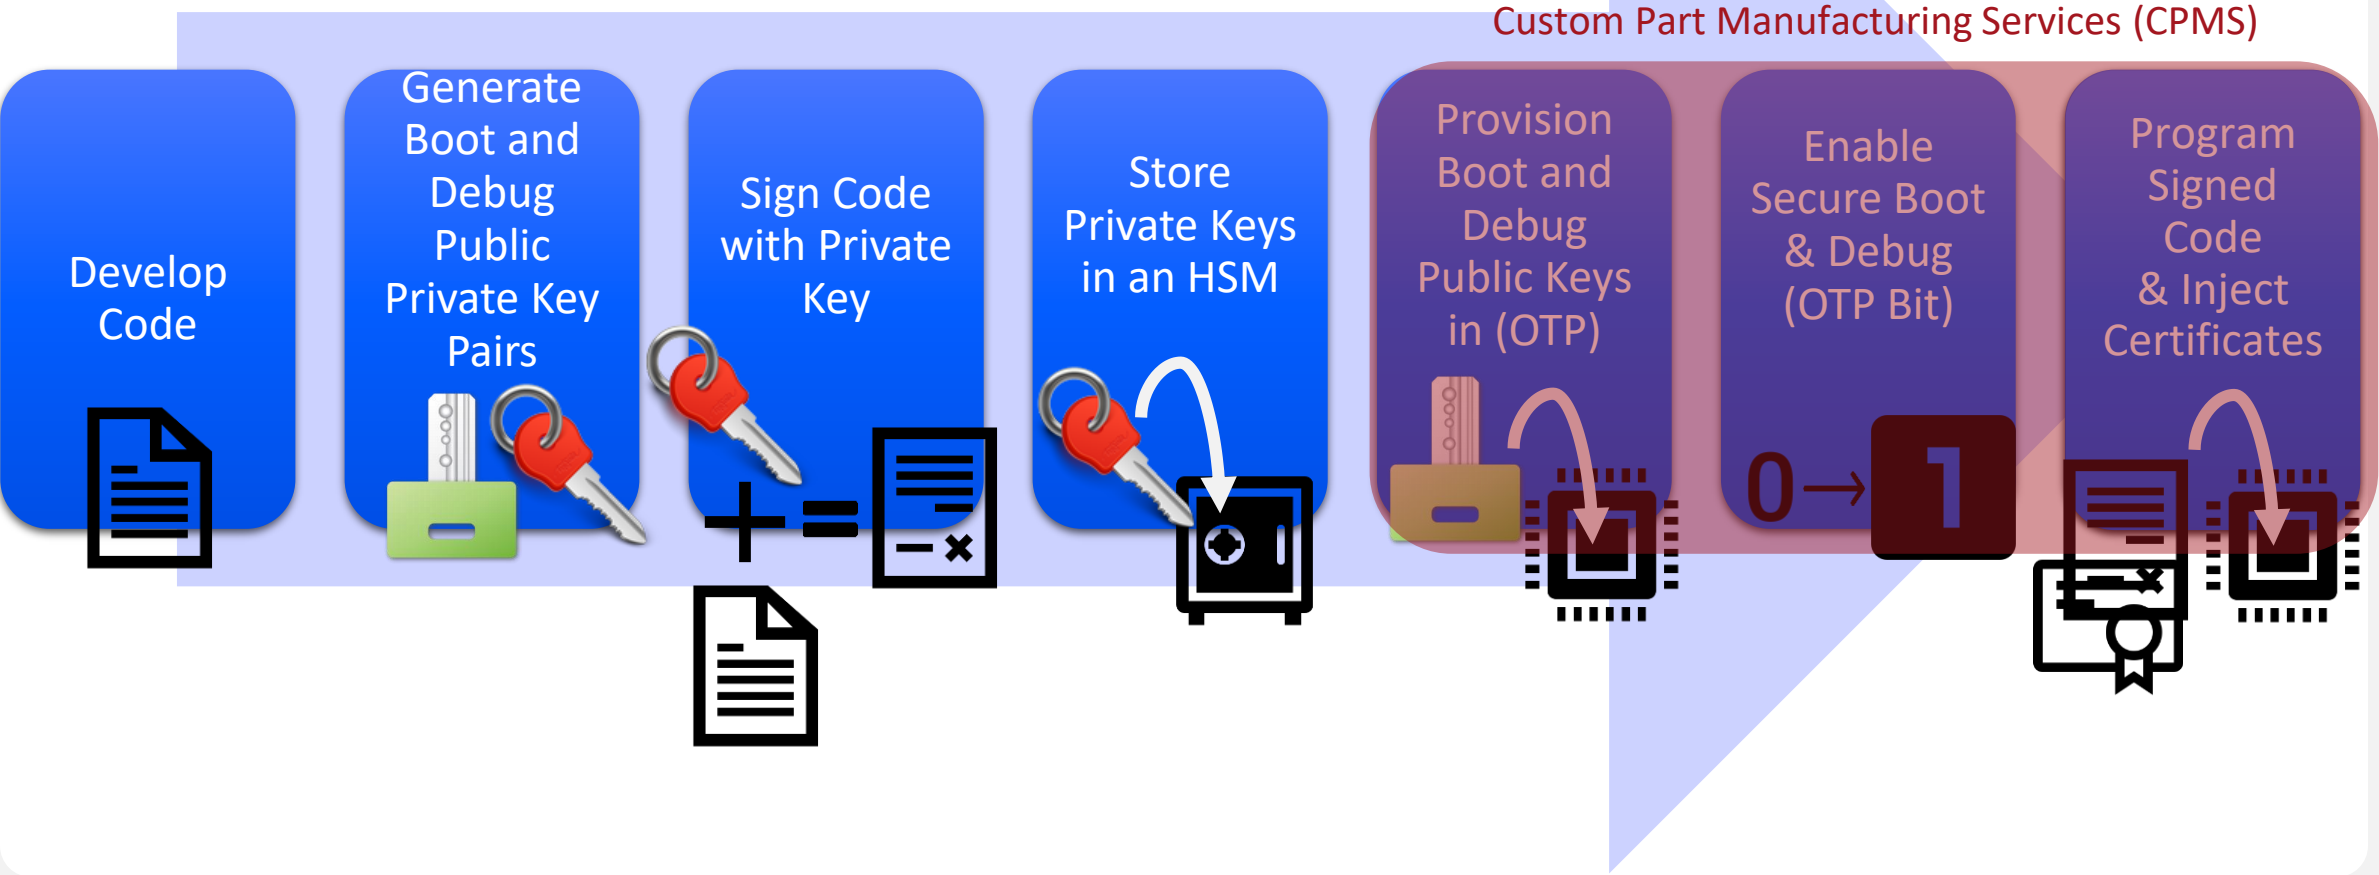 Custom Part Manufacturing Services (CPMS)
Develop
Code
Generate
Boot and
Debug
Public
Private Key
Pairs
Sign Code
with Private
Key
Store
Private Keys
in an HSM
Provision
Boot and
Debug
Public Keys
in (OTP)
Enable
Secure Boot
& Debug
(OTP Bit)
0→1
Program
Signed
Code
& Inject
Certificates